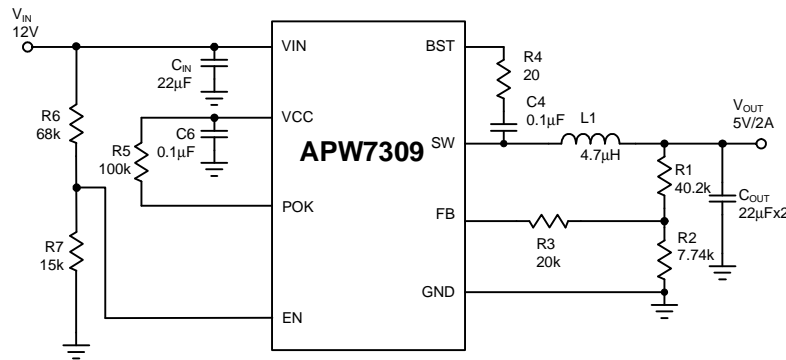 VIN
12V
VIN
BST
R4
20
CIN
22µF
R6
68k
VCC
C4
0.1µF
VOUT
5V/2A
C6
0.1µF
L1
4.7µH
R5
100k
APW7309
SW
R1
40.2k
COUT
22µFx2
POK
FB
R3
20k
R2
7.74k
R7
15k
GND
EN